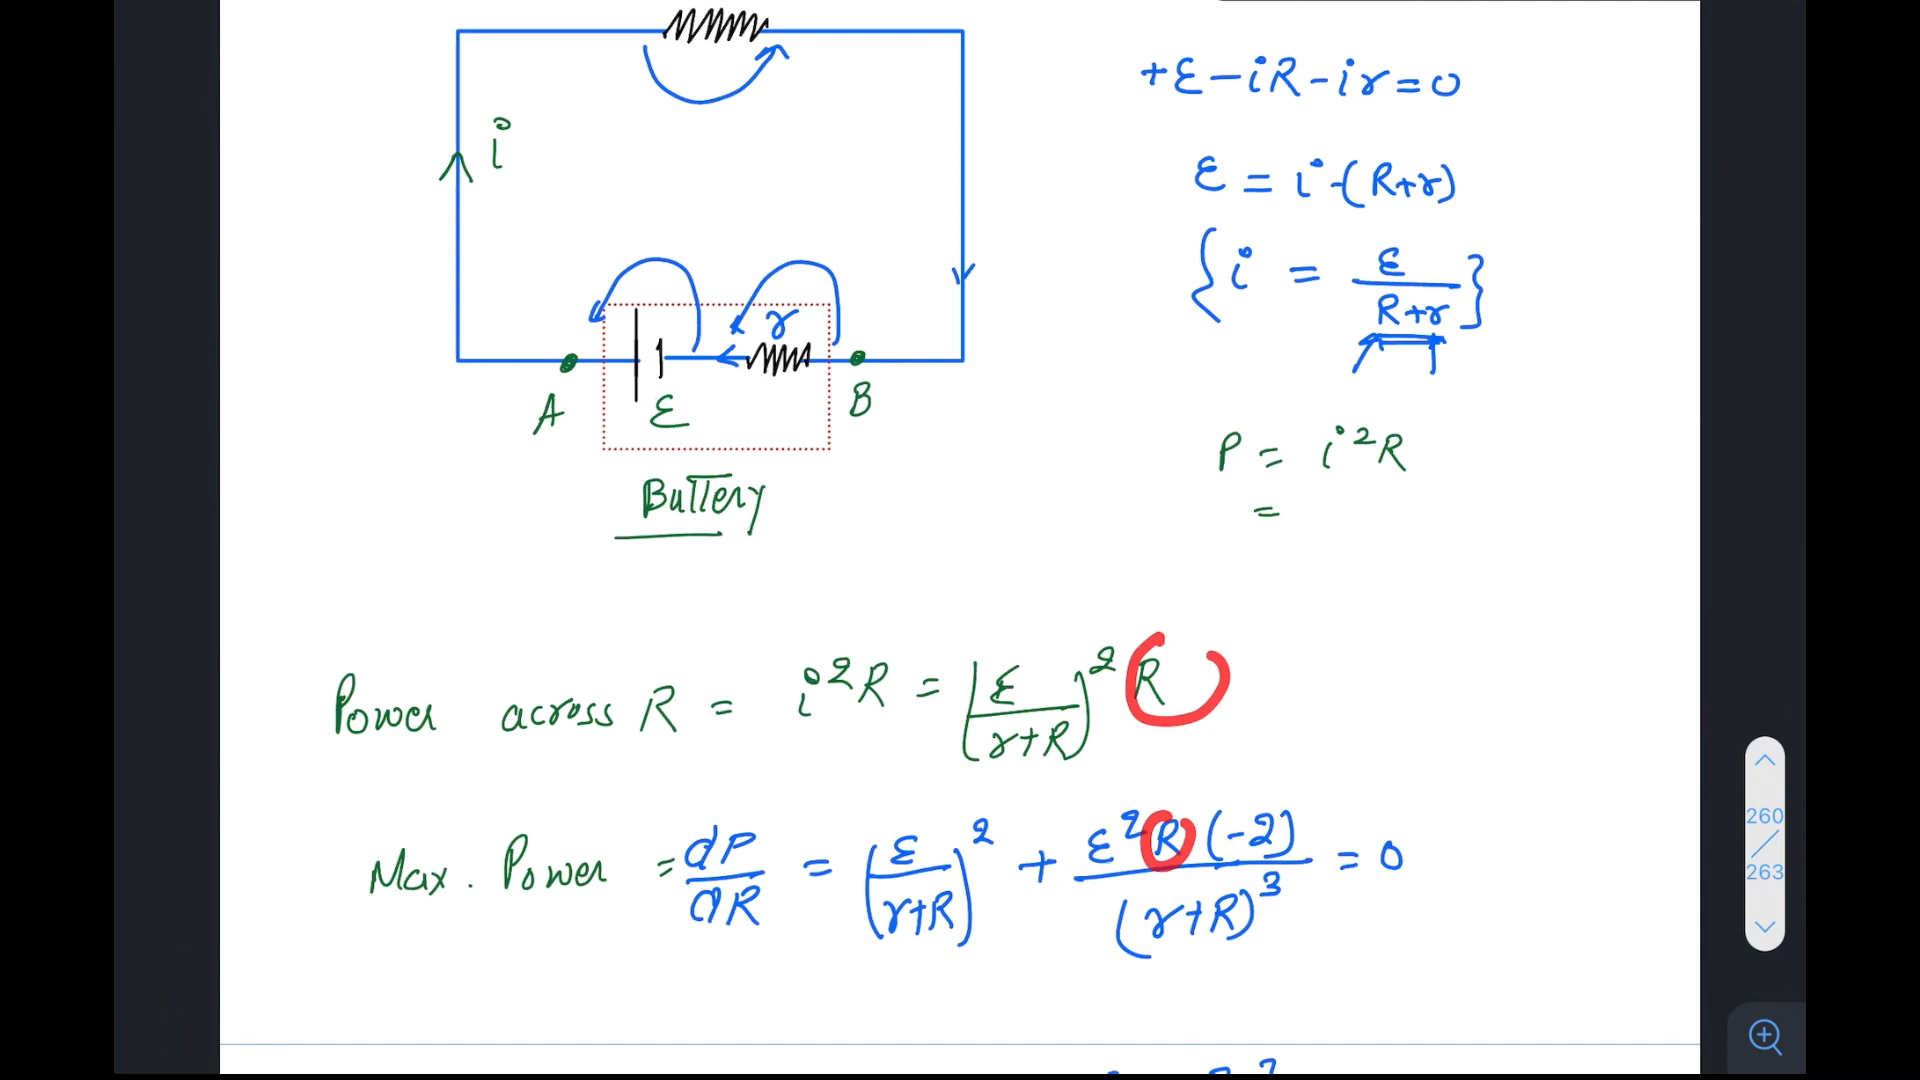 +ε − iR − ir = 0
i
ε = i·(R+r)
{i = ε/(R+r)}
r
A
ε
B
P = i²R
=
Buttery
Power across R = i²R = (ε/(r+R))² R
Max. Power = dP/dR = (ε/(r+R))² + ε²R(-2)/(r+R)³ = 0
260
263